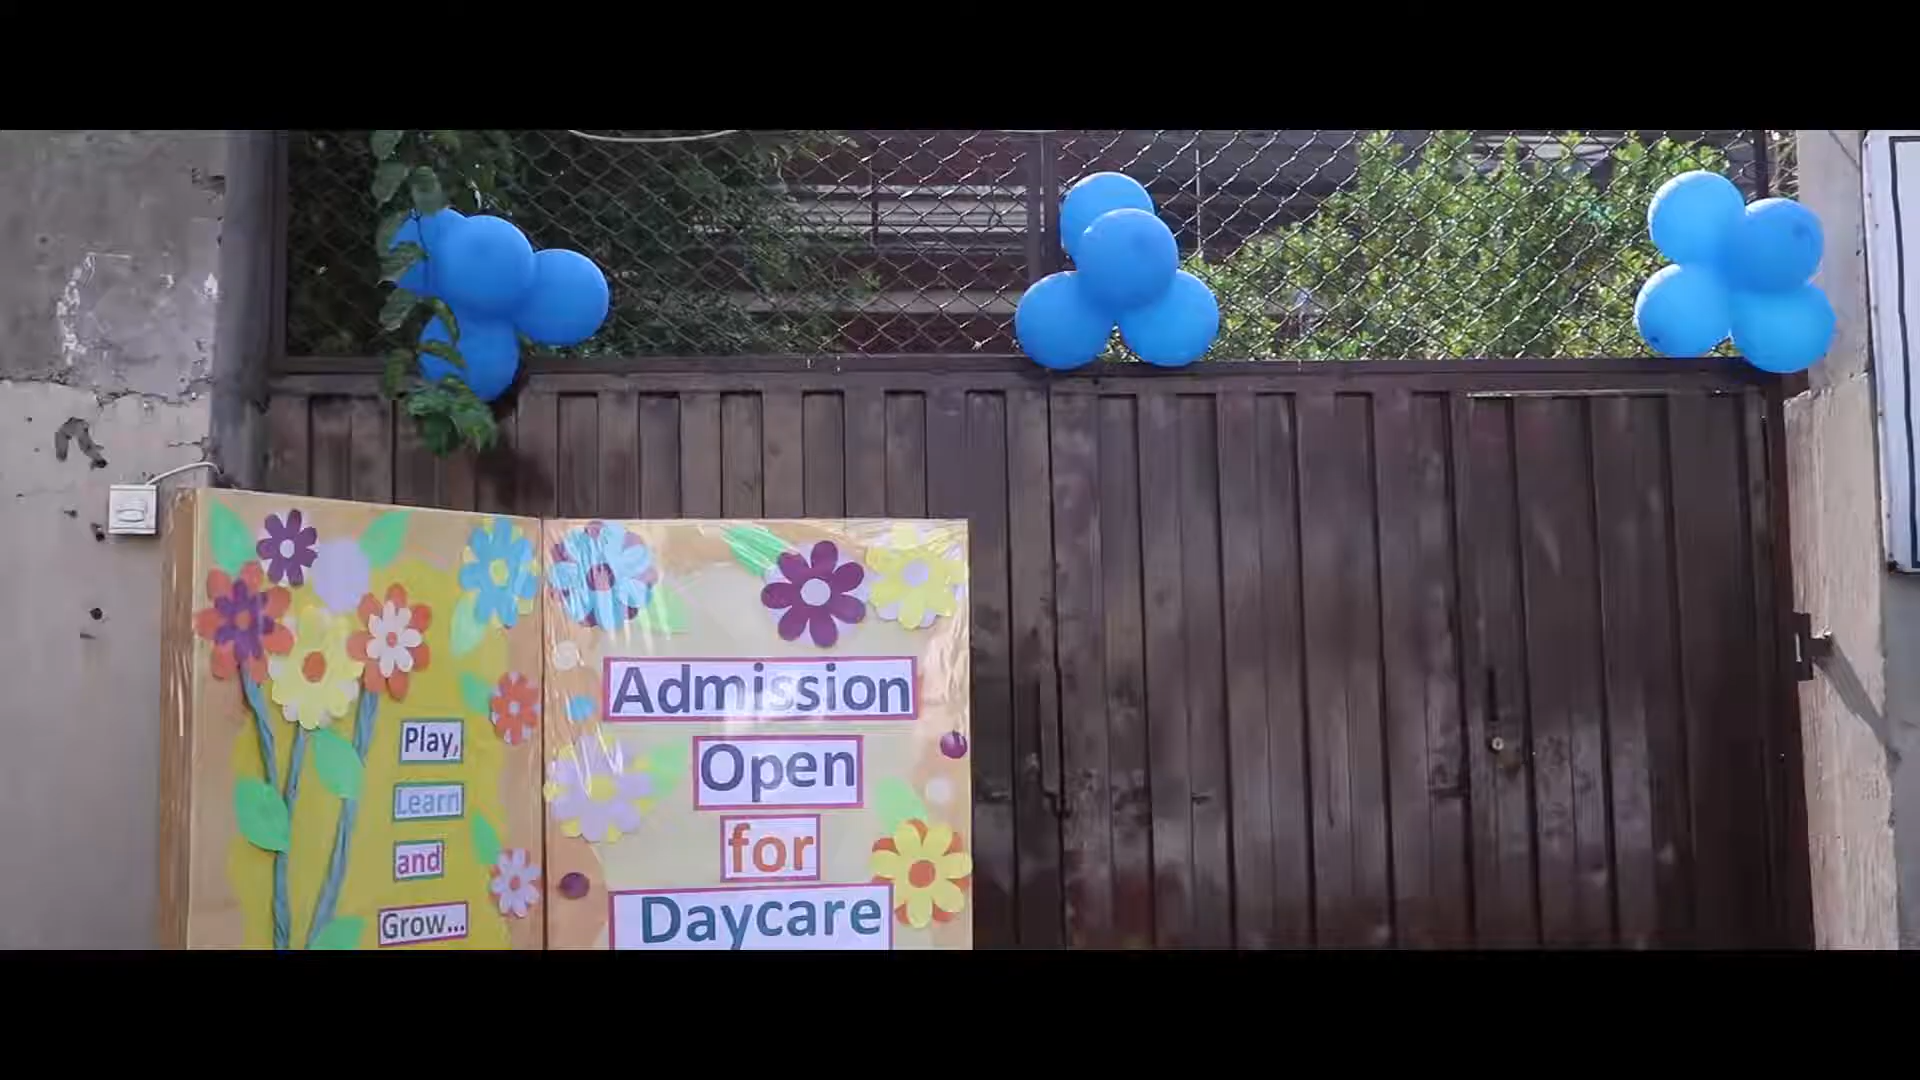 Play,
Learn
and
Grow...
Admission
Open
for
Daycare